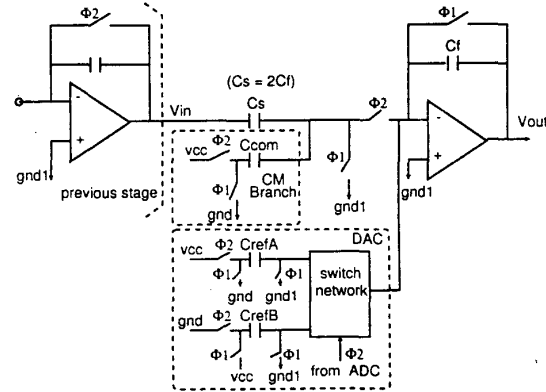 Φ2
Φ1
(Cs = 2Cf)
Cf
Vin
Cs
Φ2
Vout
-
+
-
+
gnd1
previous stage
vcc
Φ2
Ccom
Φ1
CM
Branch
gnd
Φ1
gnd1
gnd1
DAC
vcc
Φ2
CrefA
Φ1
Φ1
gnd
gnd1
switch
network
gnd
Φ2
CrefB
Φ1
Φ1
vcc
gnd1
Φ2
from ADC